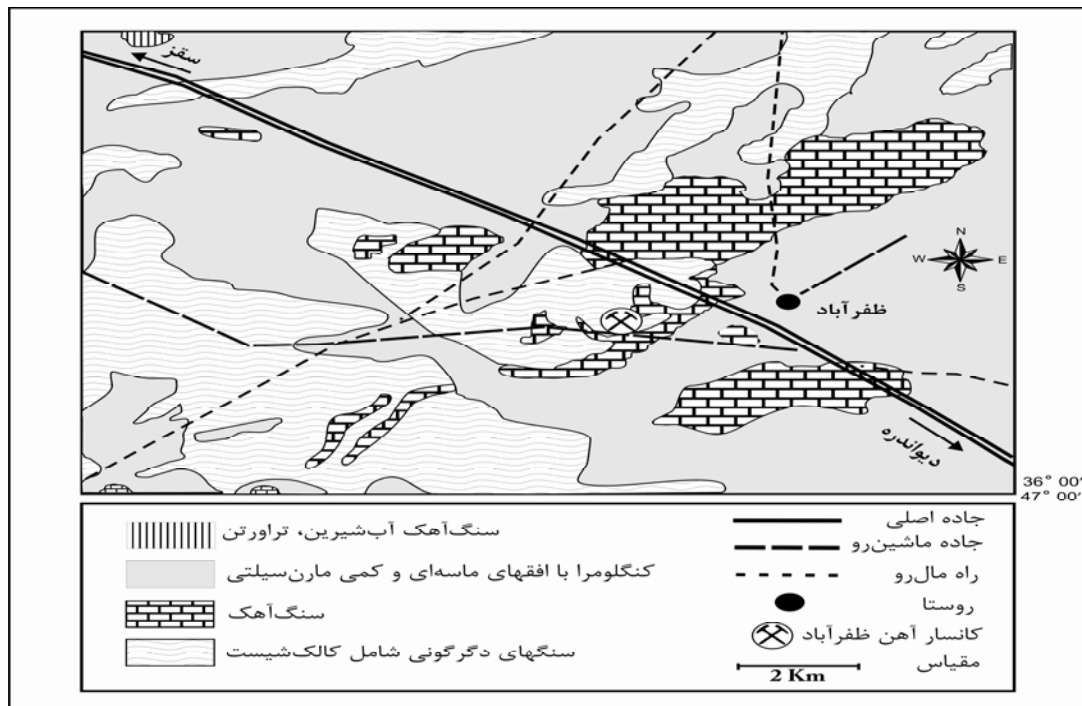 سقز
N
W E
S
ظفرآباد
دیواندره
36° 00'
47° 00'
جاده اصلی
جاده ماشین‌رو
راه مال‌رو
روستا
کانسار آهن ظفرآباد
مقیاس
2 Km
سنگ‌آهک آب‌شیرین، تراورتن
کنگلومرا با افقهای ماسه‌ای و کمی مارن‌سیلتی
سنگ‌آهک
سنگهای دگرگونی شامل کالک‌شیست